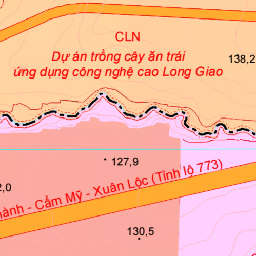 CLN
Dự án trồng cây ăn trái
138,2
ứng dụng công nghệ cao Long Giao
127,9
2,0
hành - Cẩm Mỹ - Xuân Lộc (Tỉnh lộ 773)
130,5